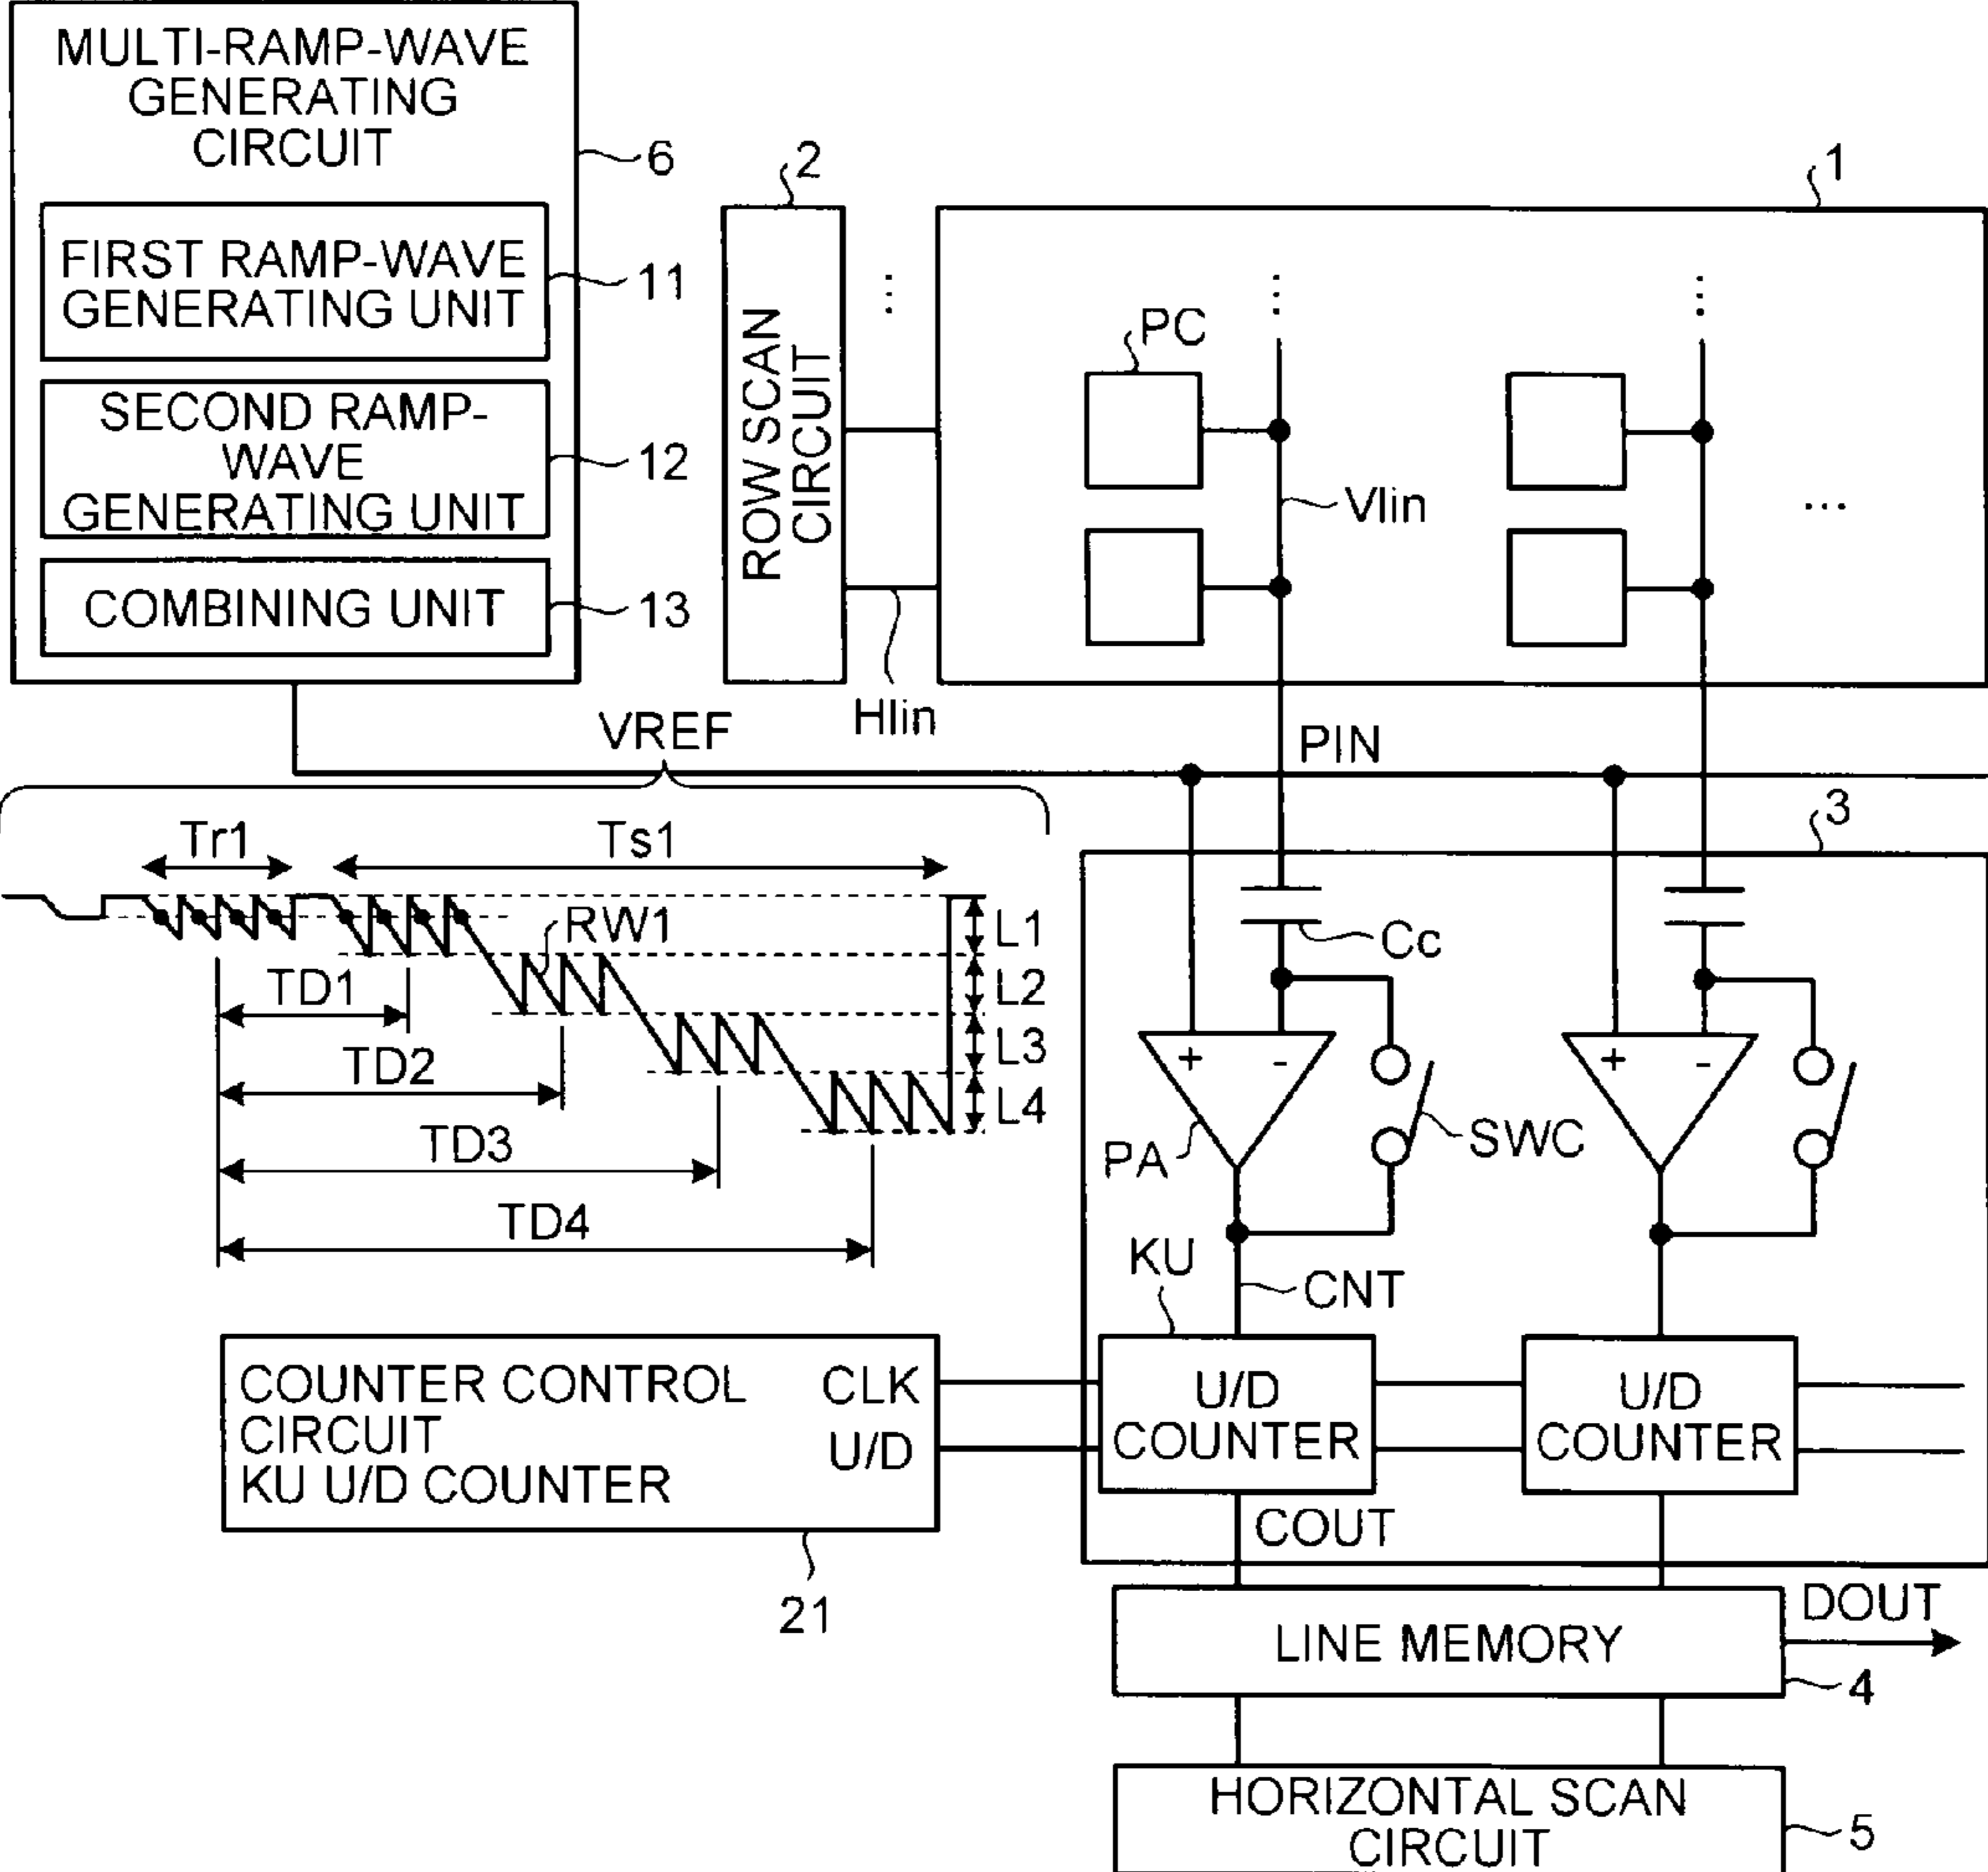 MULTI-RAMP-WAVE
GENERATING
CIRCUIT
6
FIRST RAMP-WAVE
GENERATING UNIT
11
SECOND RAMP-
WAVE
GENERATING UNIT
12
COMBINING UNIT
13
2
ROW SCAN
CIRCUIT
⋮
Hlin
1
PC
⋮
⋮
Vlin
...
VREF
PIN
3
Tr1
Ts1
RW1
L1
L2
L3
L4
TD1
TD2
TD3
TD4
Cc
+
-
+
-
PA
SWC
KU
CNT
COUNTER CONTROL
CIRCUIT
KU U/D COUNTER
CLK
U/D
21
U/D
COUNTER
U/D
COUNTER
COUT
LINE MEMORY
DOUT
4
HORIZONTAL SCAN
CIRCUIT
5